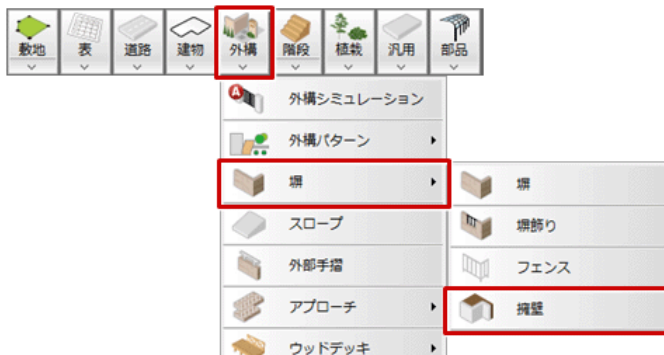 敷地 表 道路 建物 外構 階段 植栽 汎用 部品
外構シミュレーション
外構パターン
塀
スロープ
外部手摺
アプローチ
ウッドデッキ
塀
塀飾り
フェンス
擁壁